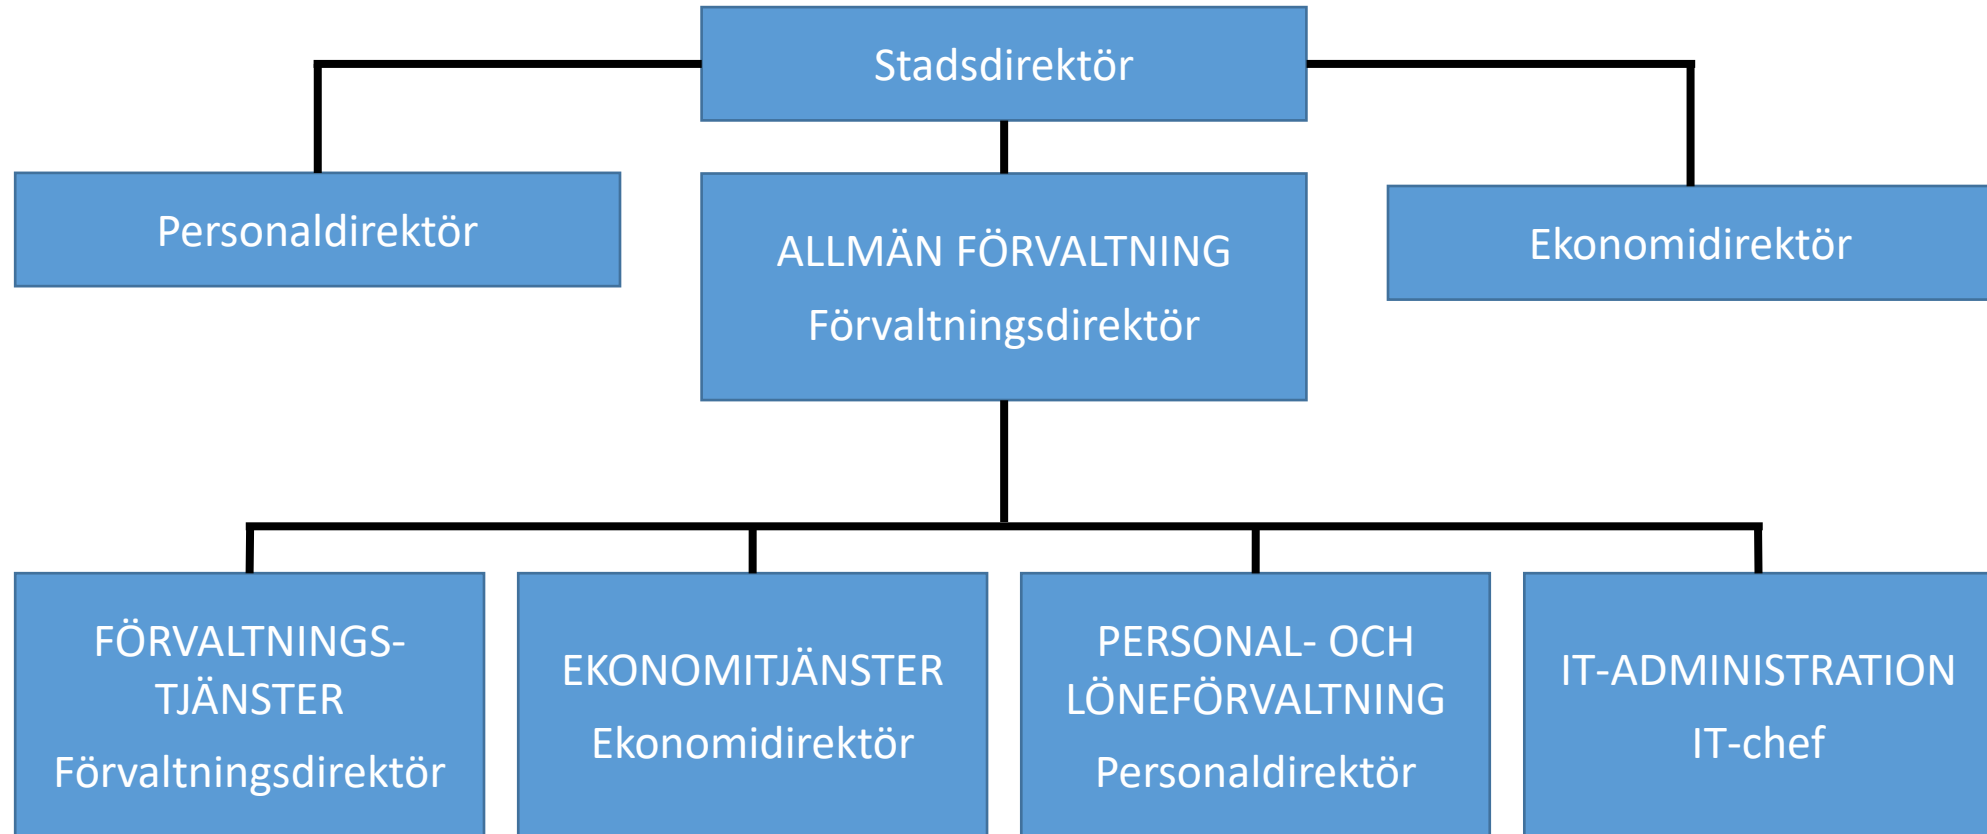 Stadsdirektör
Personaldirektör
ALLMÄN FÖRVALTNING
Förvaltningsdirektör
Ekonomidirektör
FÖRVALTNINGS-
TJÄNSTER
Förvaltningsdirektör
EKONOMITJÄNSTER
Ekonomidirektör
PERSONAL- OCH
LÖNEFÖRVALTNING
Personaldirektör
IT-ADMINISTRATION
IT-chef